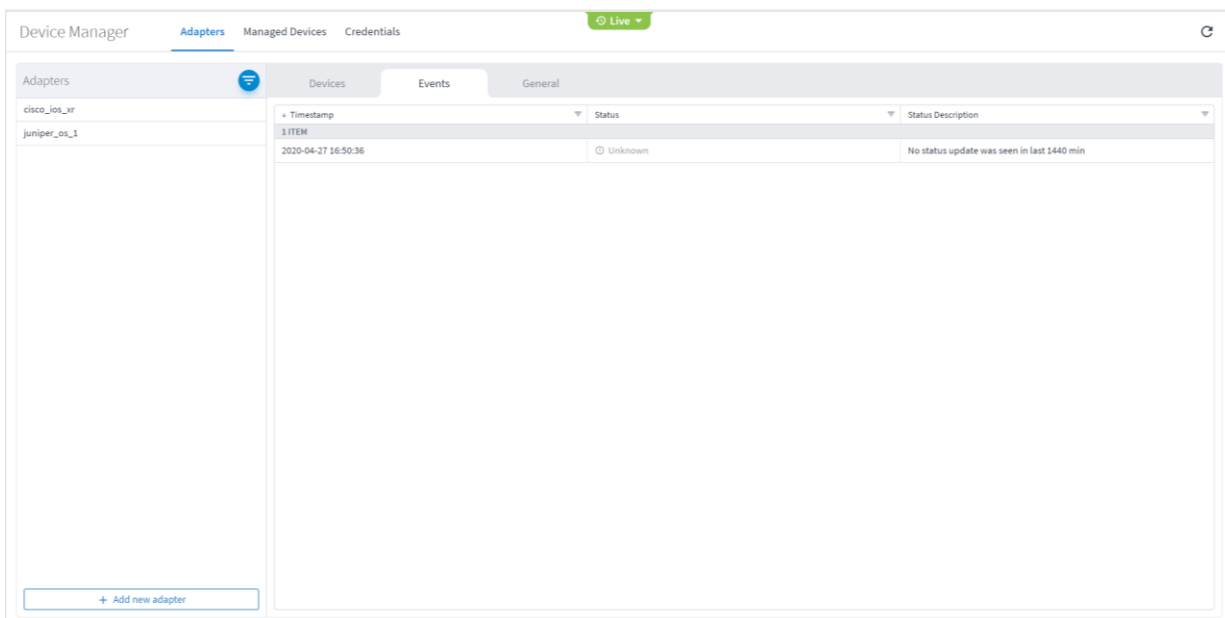 Live
Device Manager Adapters Managed Devices Credentials
Adapters
Devices Events General
cisco_ios_xr
juniper_os_1
Timestamp Status Status Description
1 ITEM
2020-04-27 16:50:36 Unknown No status update was seen in last 1440 min
+ Add new adapter